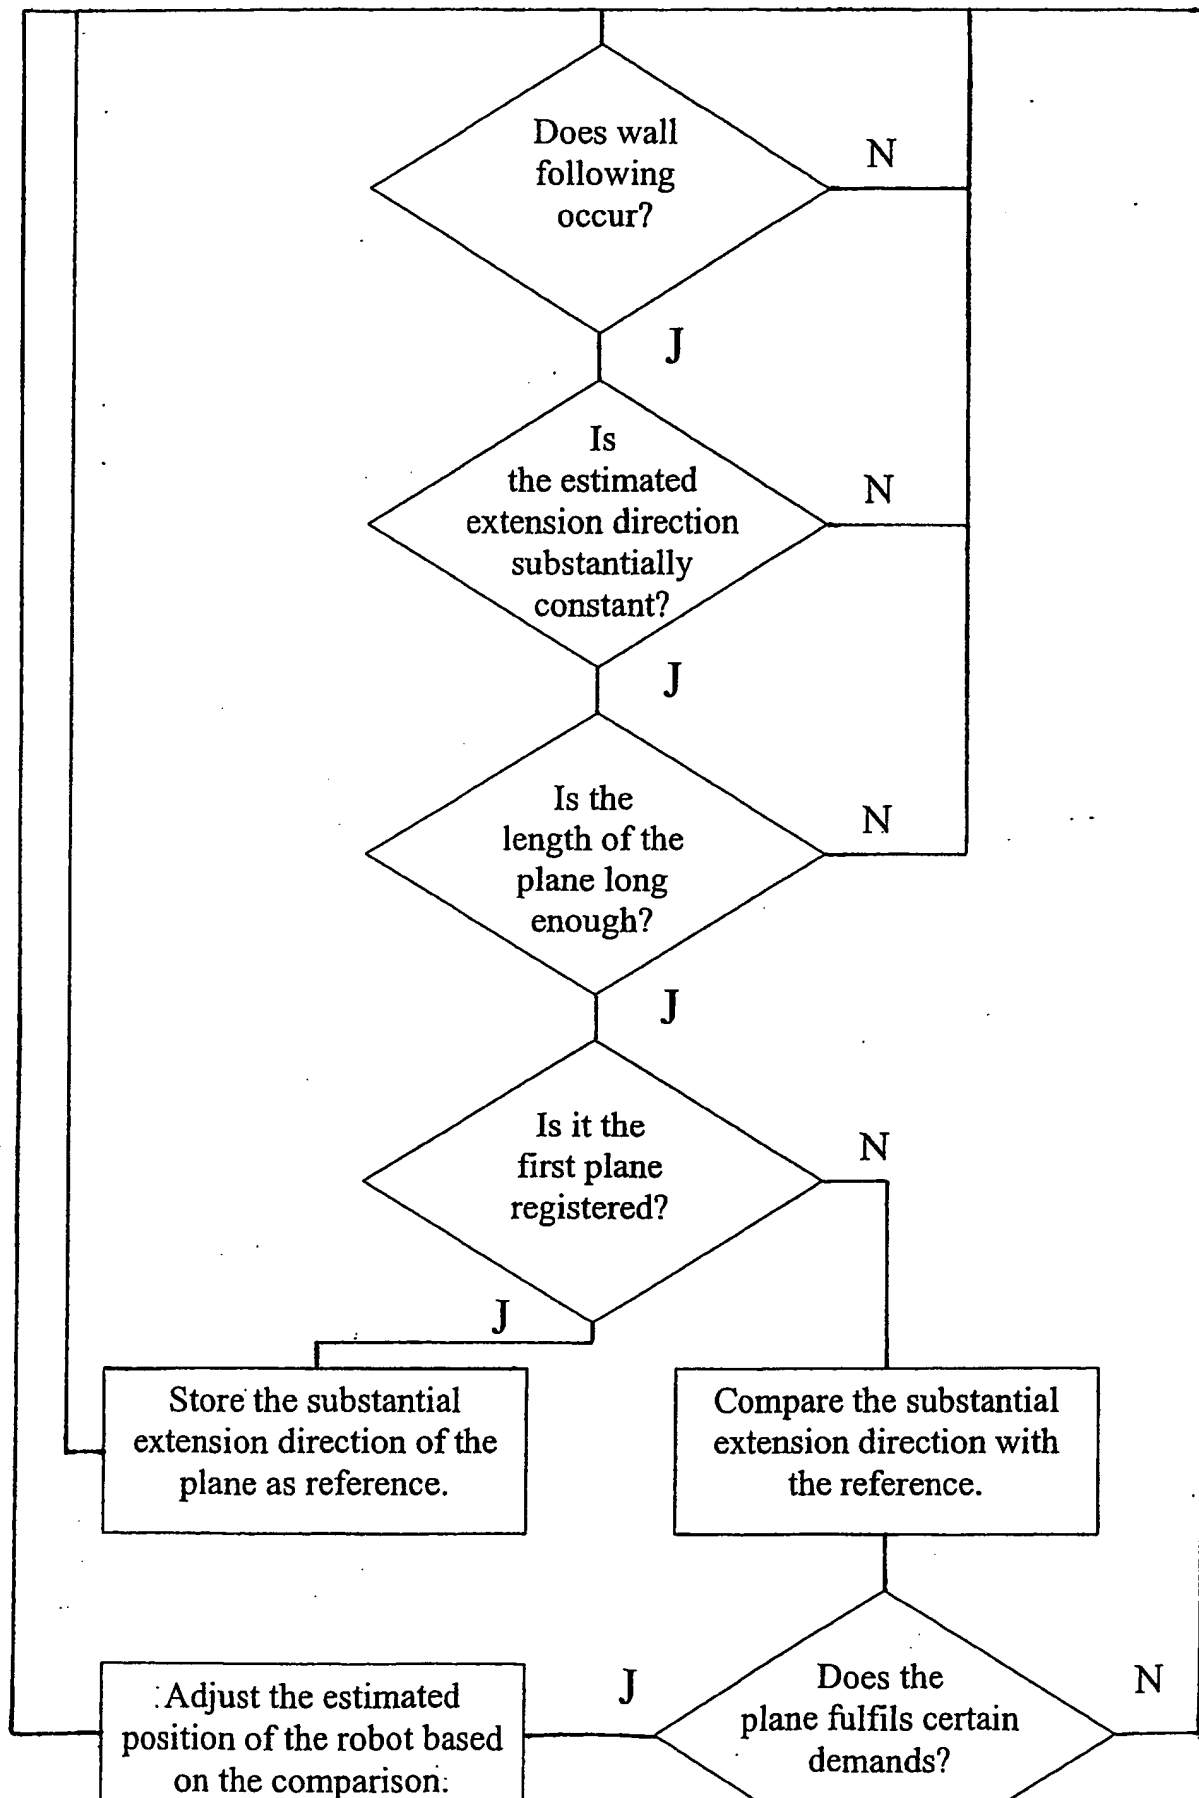 Does wall
following
occur?
N
J
Is
the estimated
extension direction
substantially
constant?
N
J
Is the
length of the
plane long
enough?
N
J
Is it the
first plane
registered?
N
J
Store the substantial
extension direction of the
plane as reference.
Compare the substantial
extension direction with
the reference.
Adjust the estimated
position of the robot based
on the comparison.
J
Does the
plane fulfils certain
demands?
N